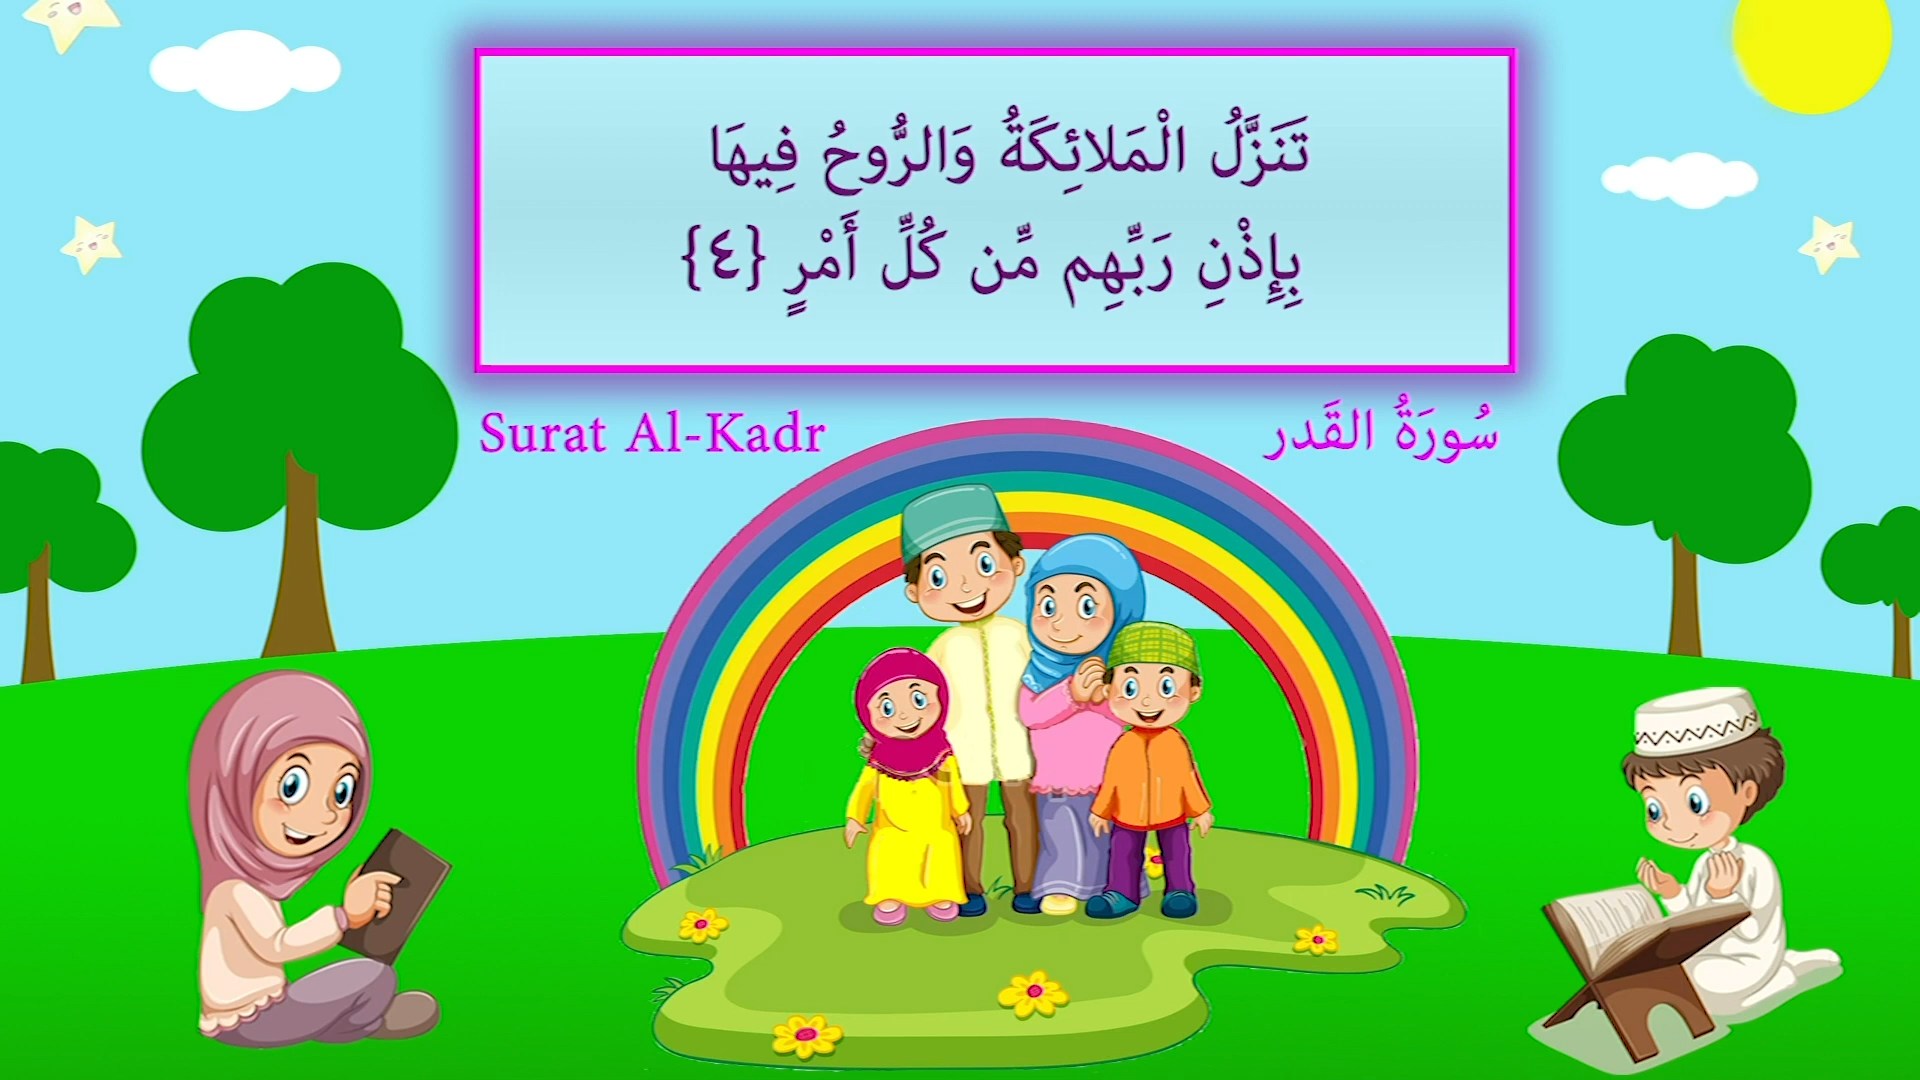 تَنَزَّلُ الْمَلائِكَةُ وَالرُّوحُ فِيهَا
بِإِذْنِ رَبِّهِم مِّن كُلِّ أَمْرٍ {٤}
Surat Al-Kadr
سُورَةُ القَدر